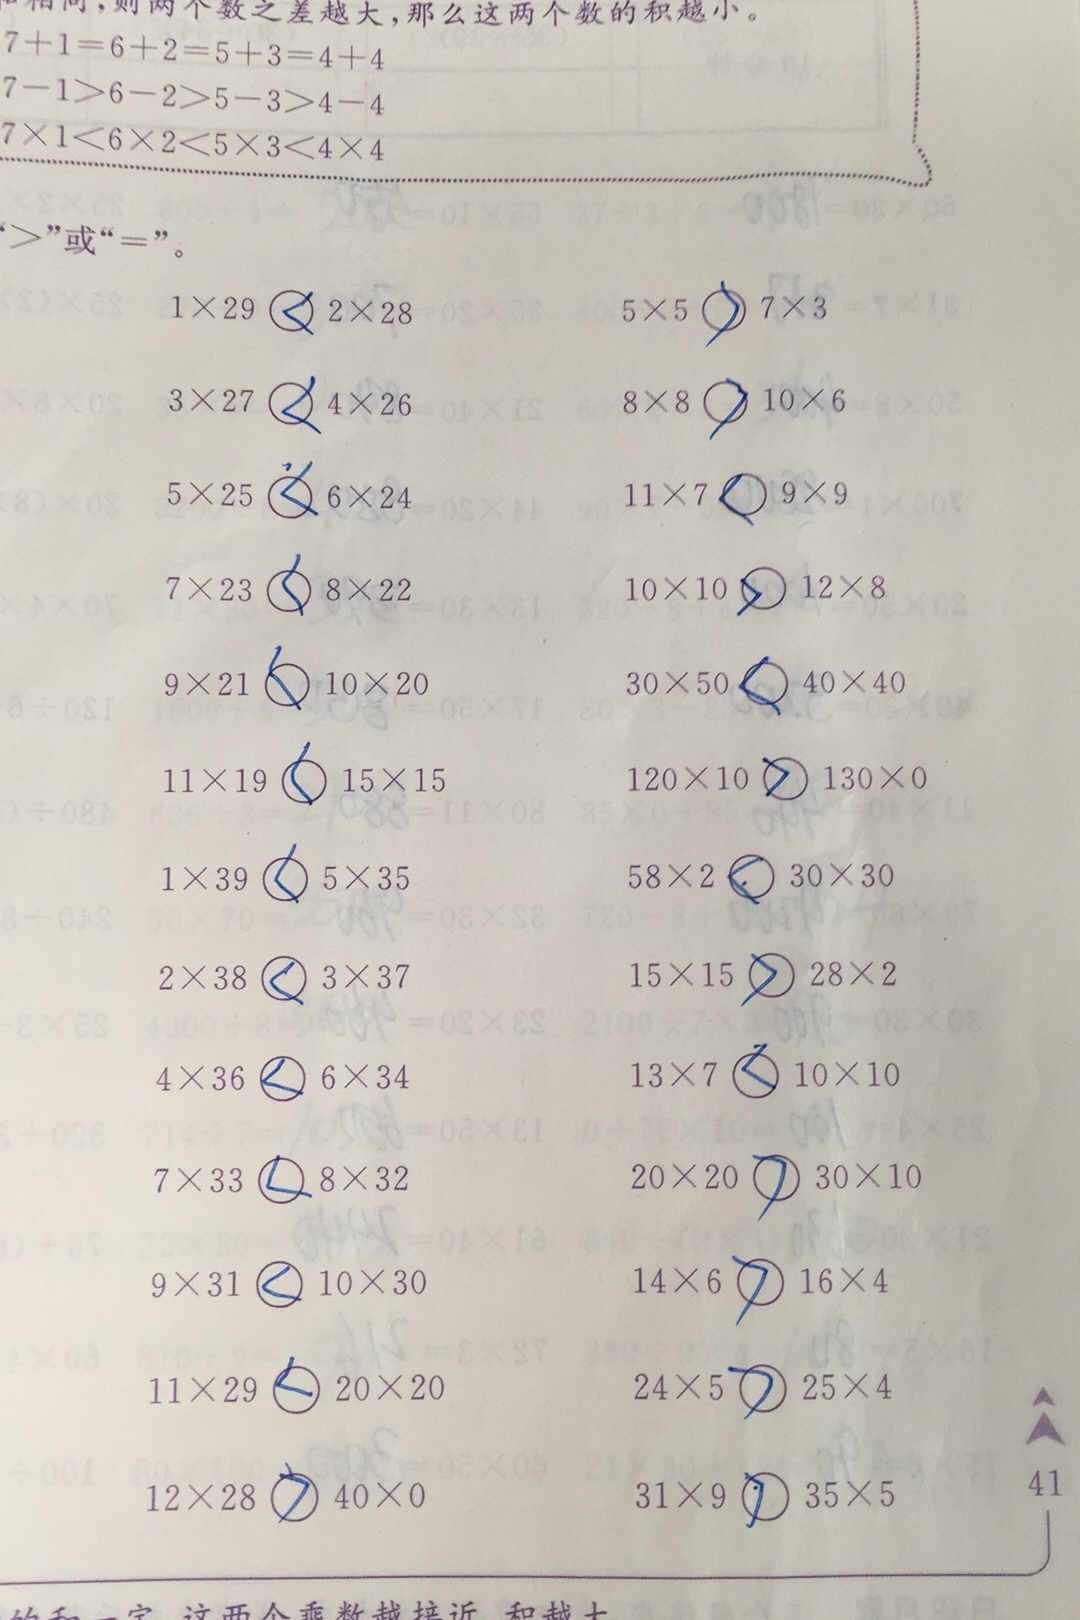 和相同,则两个数之差越大,那么这两个数的积越小。
7+1=6+2=5+3=4+4
7-1>6-2>5-3>4-4
7×1<6×2<5×3<4×4
“>”或“=”。
1×29 < 2×28 5×5 > 7×3
3×27 < 4×26 8×8 > 10×6
5×25 < 6×24 11×7 < 9×9
7×23 < 8×22 10×10 > 12×8
9×21 < 10×20 30×50 < 40×40
11×19 < 15×15 120×10 > 130×0
1×39 < 5×35 58×2 < 30×30
2×38 < 3×37 15×15 > 28×2
4×36 < 6×34 13×7 < 10×10
7×33 < 8×32 20×20 > 30×10
9×31 < 10×30 14×6 > 16×4
11×29 < 20×20 24×5 > 25×4
12×28 > 40×0 31×9 > 35×5
41
的和一定,这两个乘数越接近,积越大